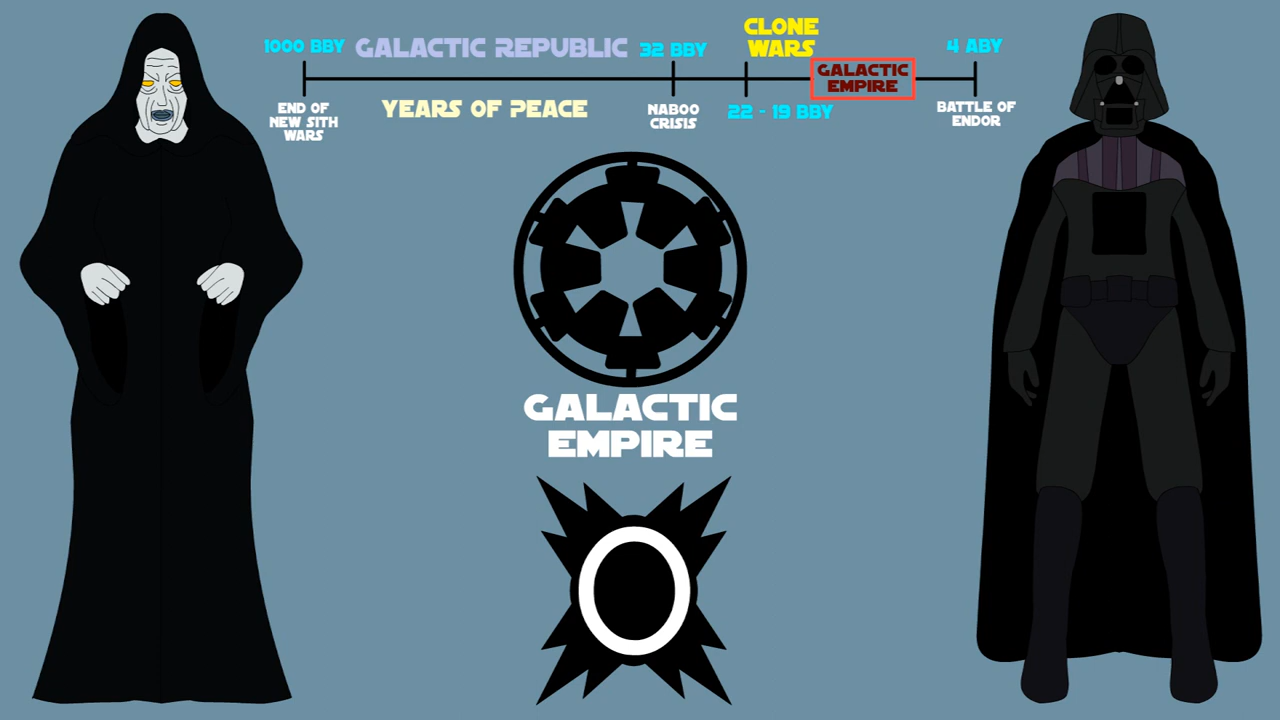 1000 BBY
GALACTIC REPUBLIC
32 BBY
CLONE
WARS
GALACTIC
EMPIRE
4 ABY
END OF
NEW SITH
WARS
YEARS OF PEACE
NABOO
CRISIS
22 - 19 BBY
BATTLE OF
ENDOR
GALACTIC
EMPIRE